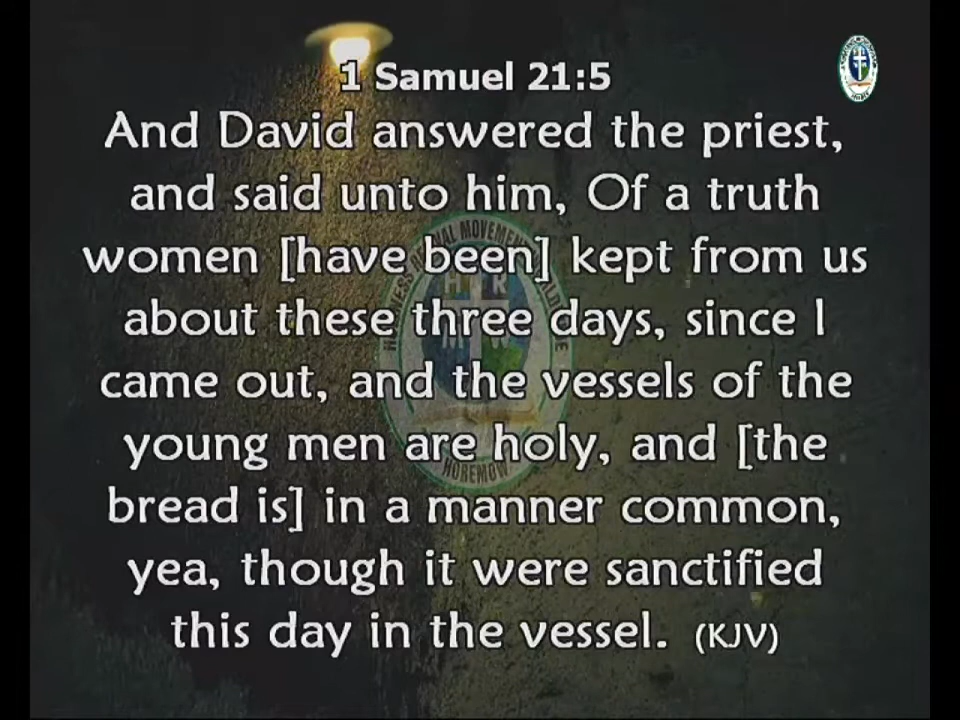 1 Samuel 21:5
And David answered the priest,
and said unto him, Of a truth
women [have been] kept from us
about these three days, since I
came out, and the vessels of the
young men are holy, and [the
bread is] in a manner common,
yea, though it were sanctified
this day in the vessel. (KJV)
HOREMOW